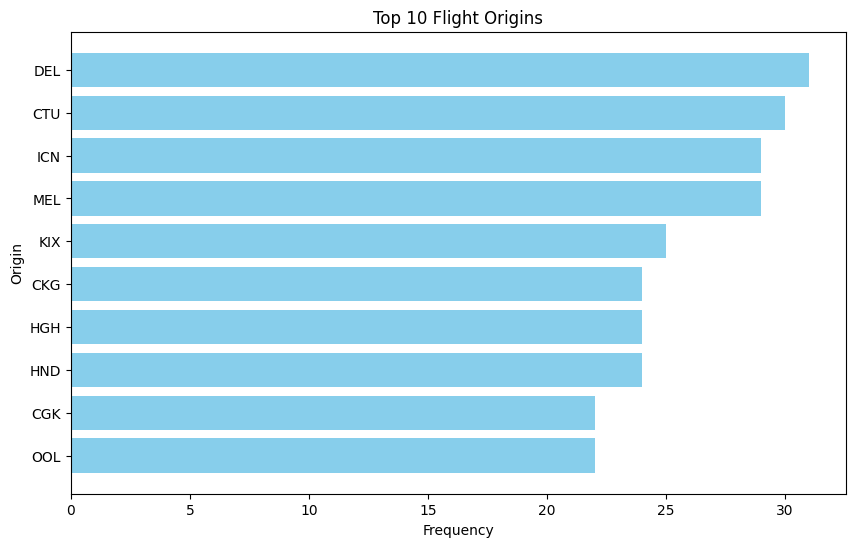 Top 10 Flight Origins
Origin
DEL
CTU
ICN
MEL
KIX
CKG
HGH
HND
CGK
OOL
0 5 10 15 20 25 30
Frequency